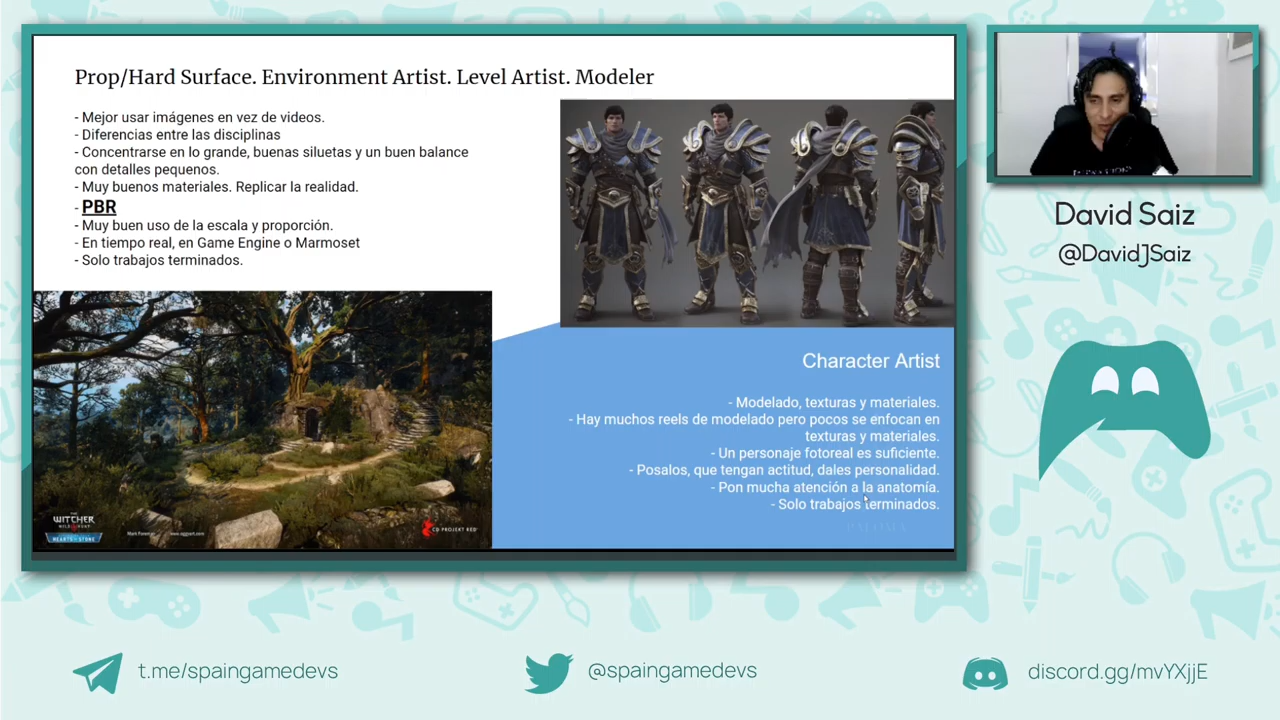 Prop/Hard Surface. Environment Artist. Level Artist. Modeler
- Mejor usar imágenes en vez de videos.
- Diferencias entre las disciplinas
- Concentrarse en lo grande, buenas siluetas y un buen balance
con detalles pequenos.
- Muy buenos materiales. Replicar la realidad.
- PBR
- Muy buen uso de la escala y proporción.
- En tiempo real, en Game Engine o Marmoset
- Solo trabajos terminados.
THE
WITCHER
WILD HUNT
HEARTS OF STONE
CD PROJEKT RED
Character Artist
- Modelado, texturas y materiales.
- Hay muchos reels de modelado pero pocos se enfocan en
texturas y materiales.
- Un personaje fotoreal es suficiente.
- Posalos, que tengan actitud, dales personalidad.
- Pon mucha atención a la anatomía.
- Solo trabajos terminados.
David Saiz
@DavidJSaiz
t.me/spaingamedevs
@spaingamedevs
discord.gg/mvYXjjE